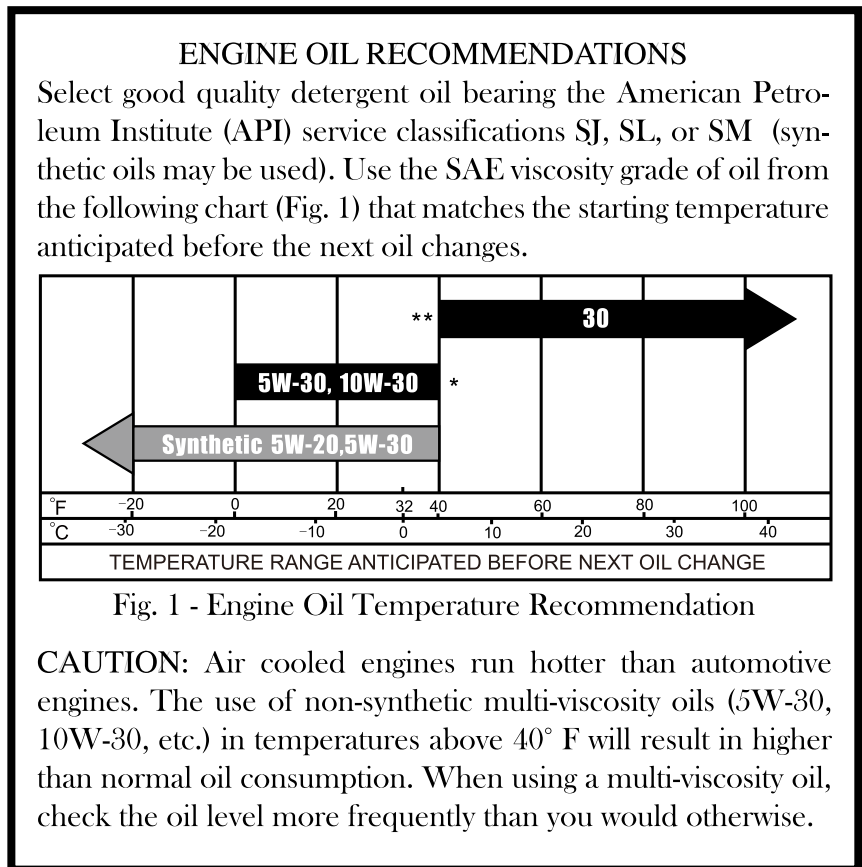 ENGINE OIL RECOMMENDATIONS
Select good quality detergent oil bearing the American Petro-
leum Institute (API) service classifications SJ, SL, or SM (syn-
thetic oils may be used). Use the SAE viscosity grade of oil from
the following chart (Fig. 1) that matches the starting temperature
anticipated before the next oil changes.
** 30
5W-30, 10W-30 *
Synthetic 5W-20,5W-30
°F -20 0 20 32 40 60 80 100
°C -30 -20 -10 0 10 20 30 40
TEMPERATURE RANGE ANTICIPATED BEFORE NEXT OIL CHANGE
Fig. 1 - Engine Oil Temperature Recommendation
CAUTION: Air cooled engines run hotter than automotive
engines. The use of non-synthetic multi-viscosity oils (5W-30,
10W-30, etc.) in temperatures above 40° F will result in higher
than normal oil consumption. When using a multi-viscosity oil,
check the oil level more frequently than you would otherwise.